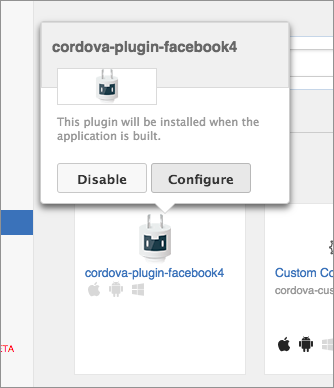 cordova-plugin-facebook4
This plugin will be installed when the
application is built.
Disable
Configure
cordova-plugin-facebook4
Custom Co
cordova-cus
ETA